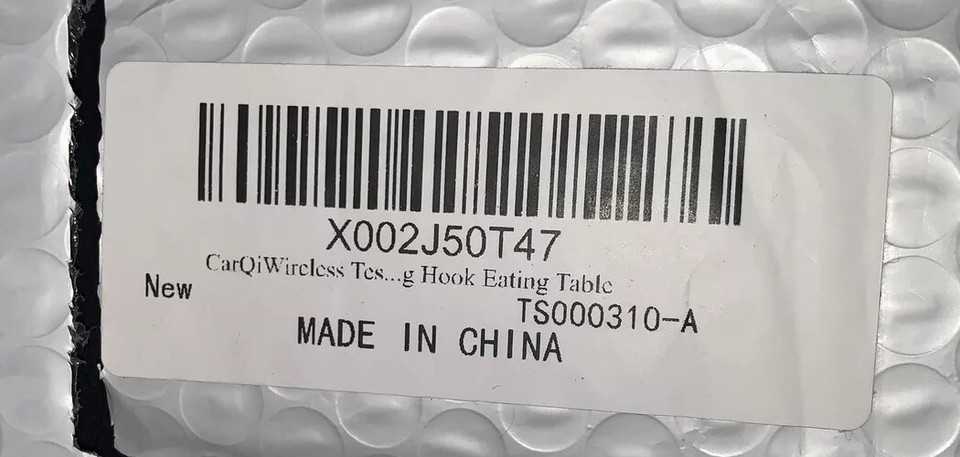 X002J50T47
CarQiWireless Tes...g Hook Eating Table
New
TS000310-A
MADE IN CHINA